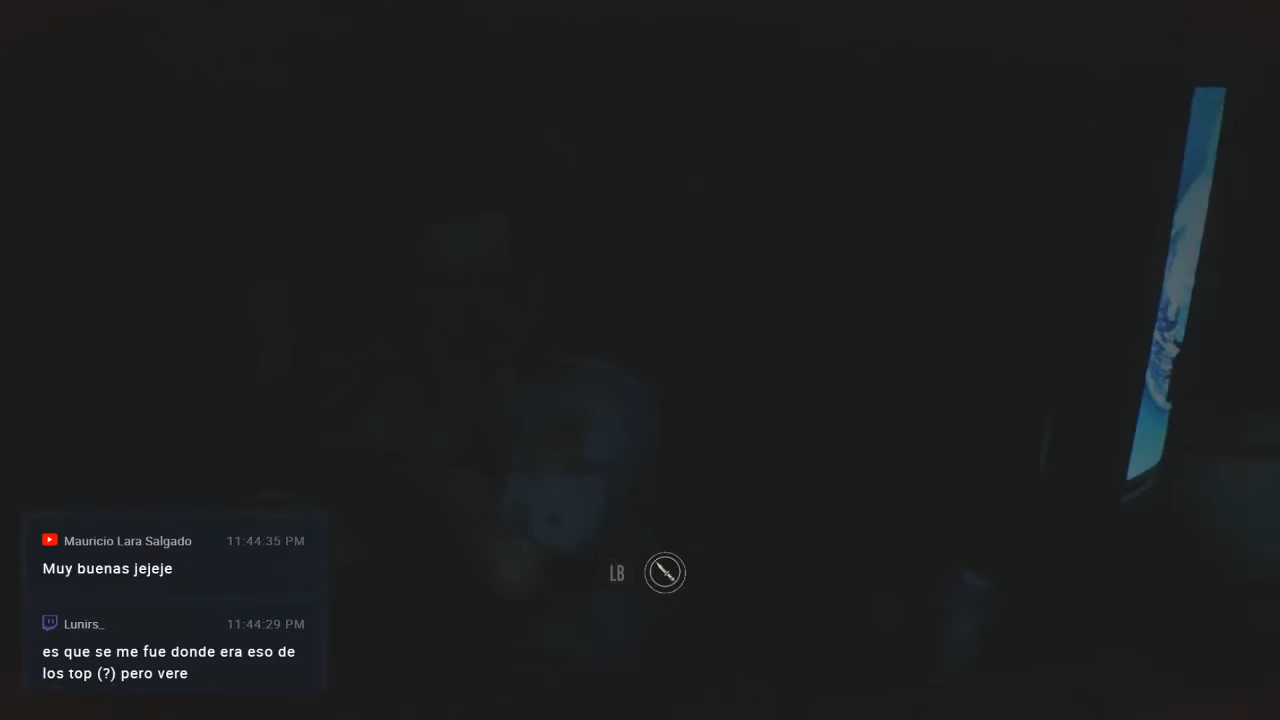 Mauricio Lara Salgado 11:44:35 PM
Muy buenas jejeje
Lunirs_ 11:44:29 PM
es que se me fue donde era eso de
los top (?) pero vere
LB